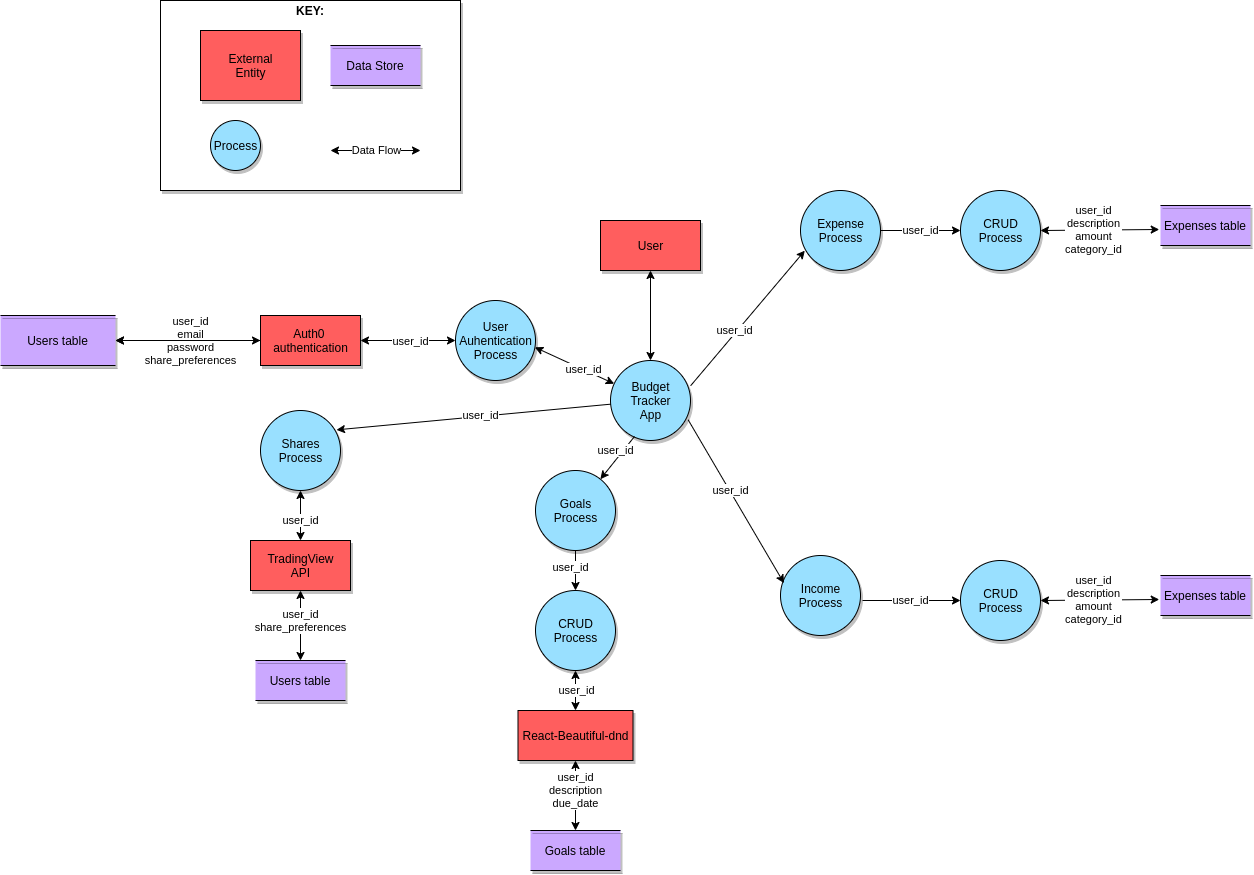 KEY:
External
Entity
Data Store
Process
Data Flow
User
Expense
Process
user_id
CRUD
Process
user_id
description
amount
category_id
Expenses table
Users table
user_id
email
password
share_preferences
Auth0
authentication
user_id
User
Auhentication
Process
user_id
Budget
Tracker
App
user_id
user_id
Shares
Process
user_id
TradingView
API
user_id
share_preferences
Users table
user_id
Goals
Process
user_id
CRUD
Process
user_id
React-Beautiful-dnd
user_id
description
due_date
Goals table
user_id
Income
Process
user_id
CRUD
Process
user_id
description
amount
category_id
Expenses table